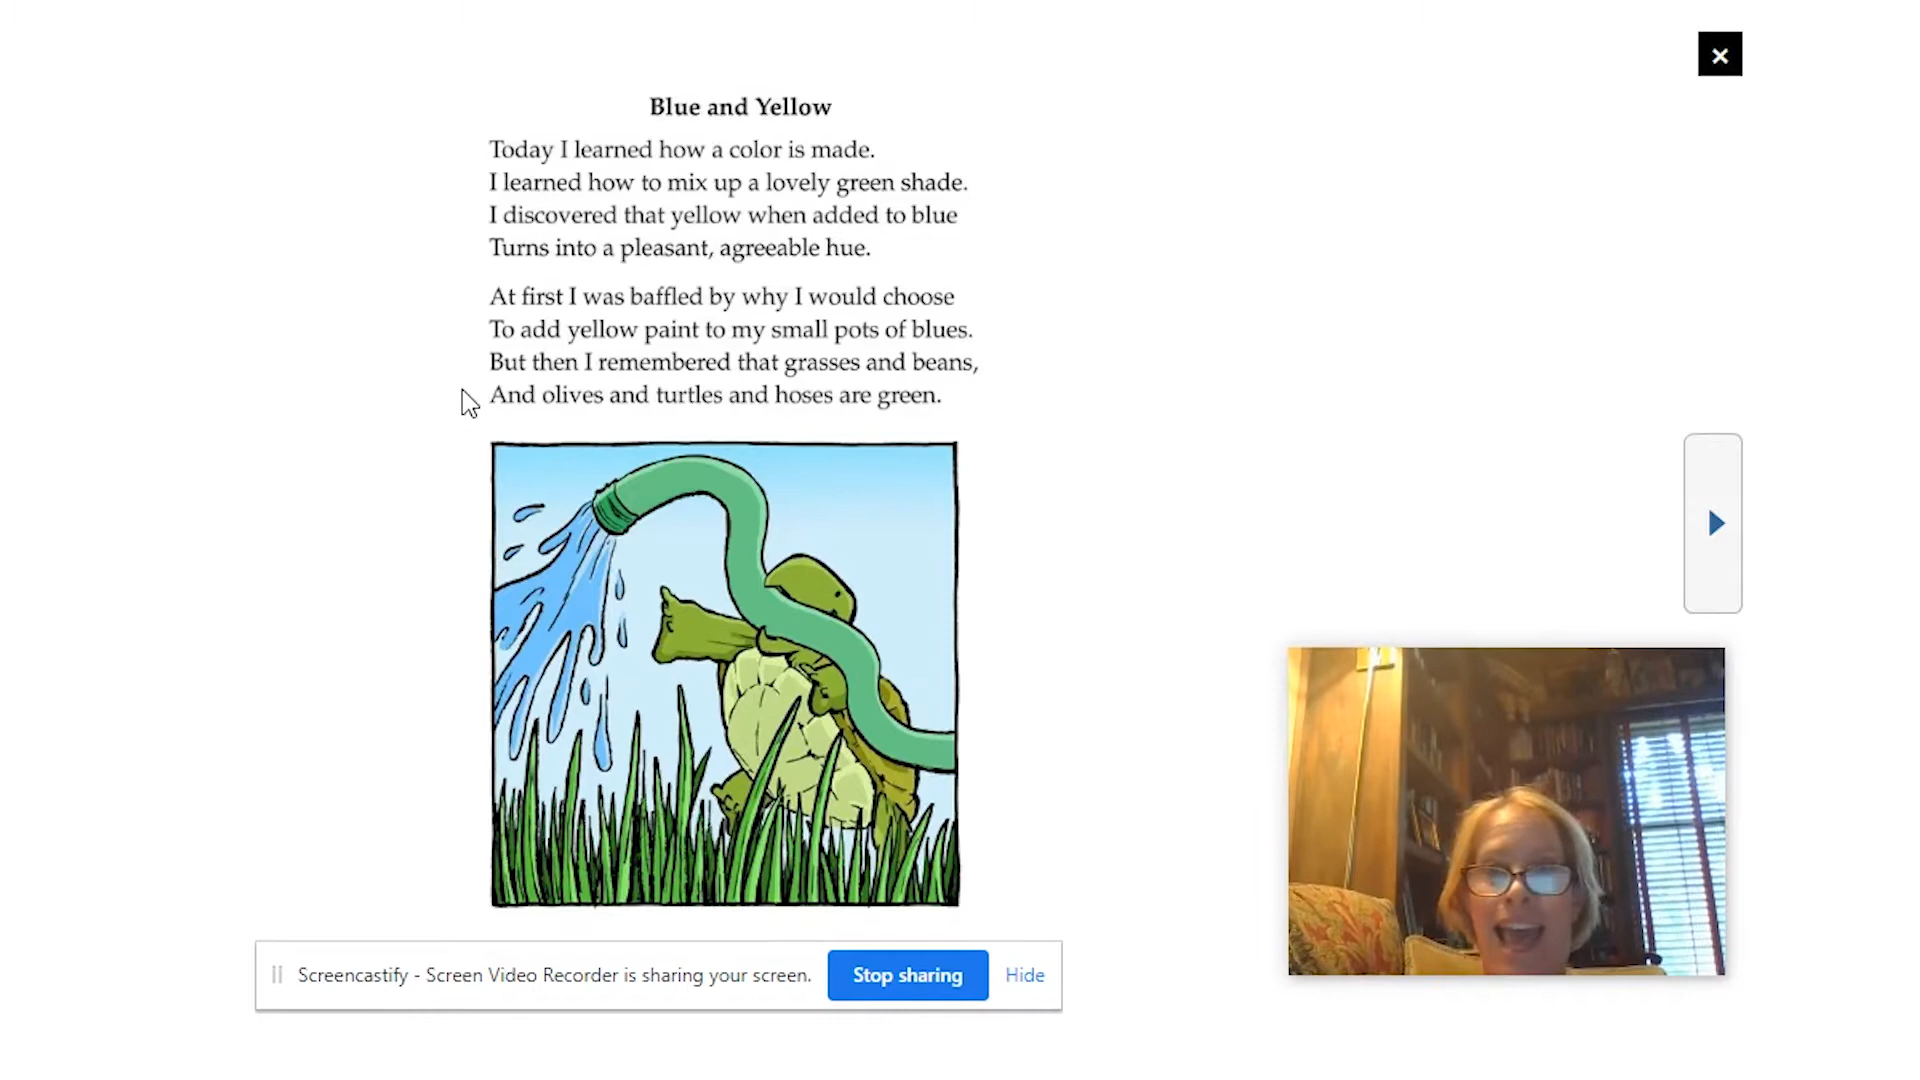 Blue and Yellow
Today I learned how a color is made.
I learned how to mix up a lovely green shade.
I discovered that yellow when added to blue
Turns into a pleasant, agreeable hue.
At first I was baffled by why I would choose
To add yellow paint to my small pots of blues.
But then I remembered that grasses and beans,
And olives and turtles and hoses are green.
Screencastify - Screen Video Recorder is sharing your screen.
Stop sharing
Hide